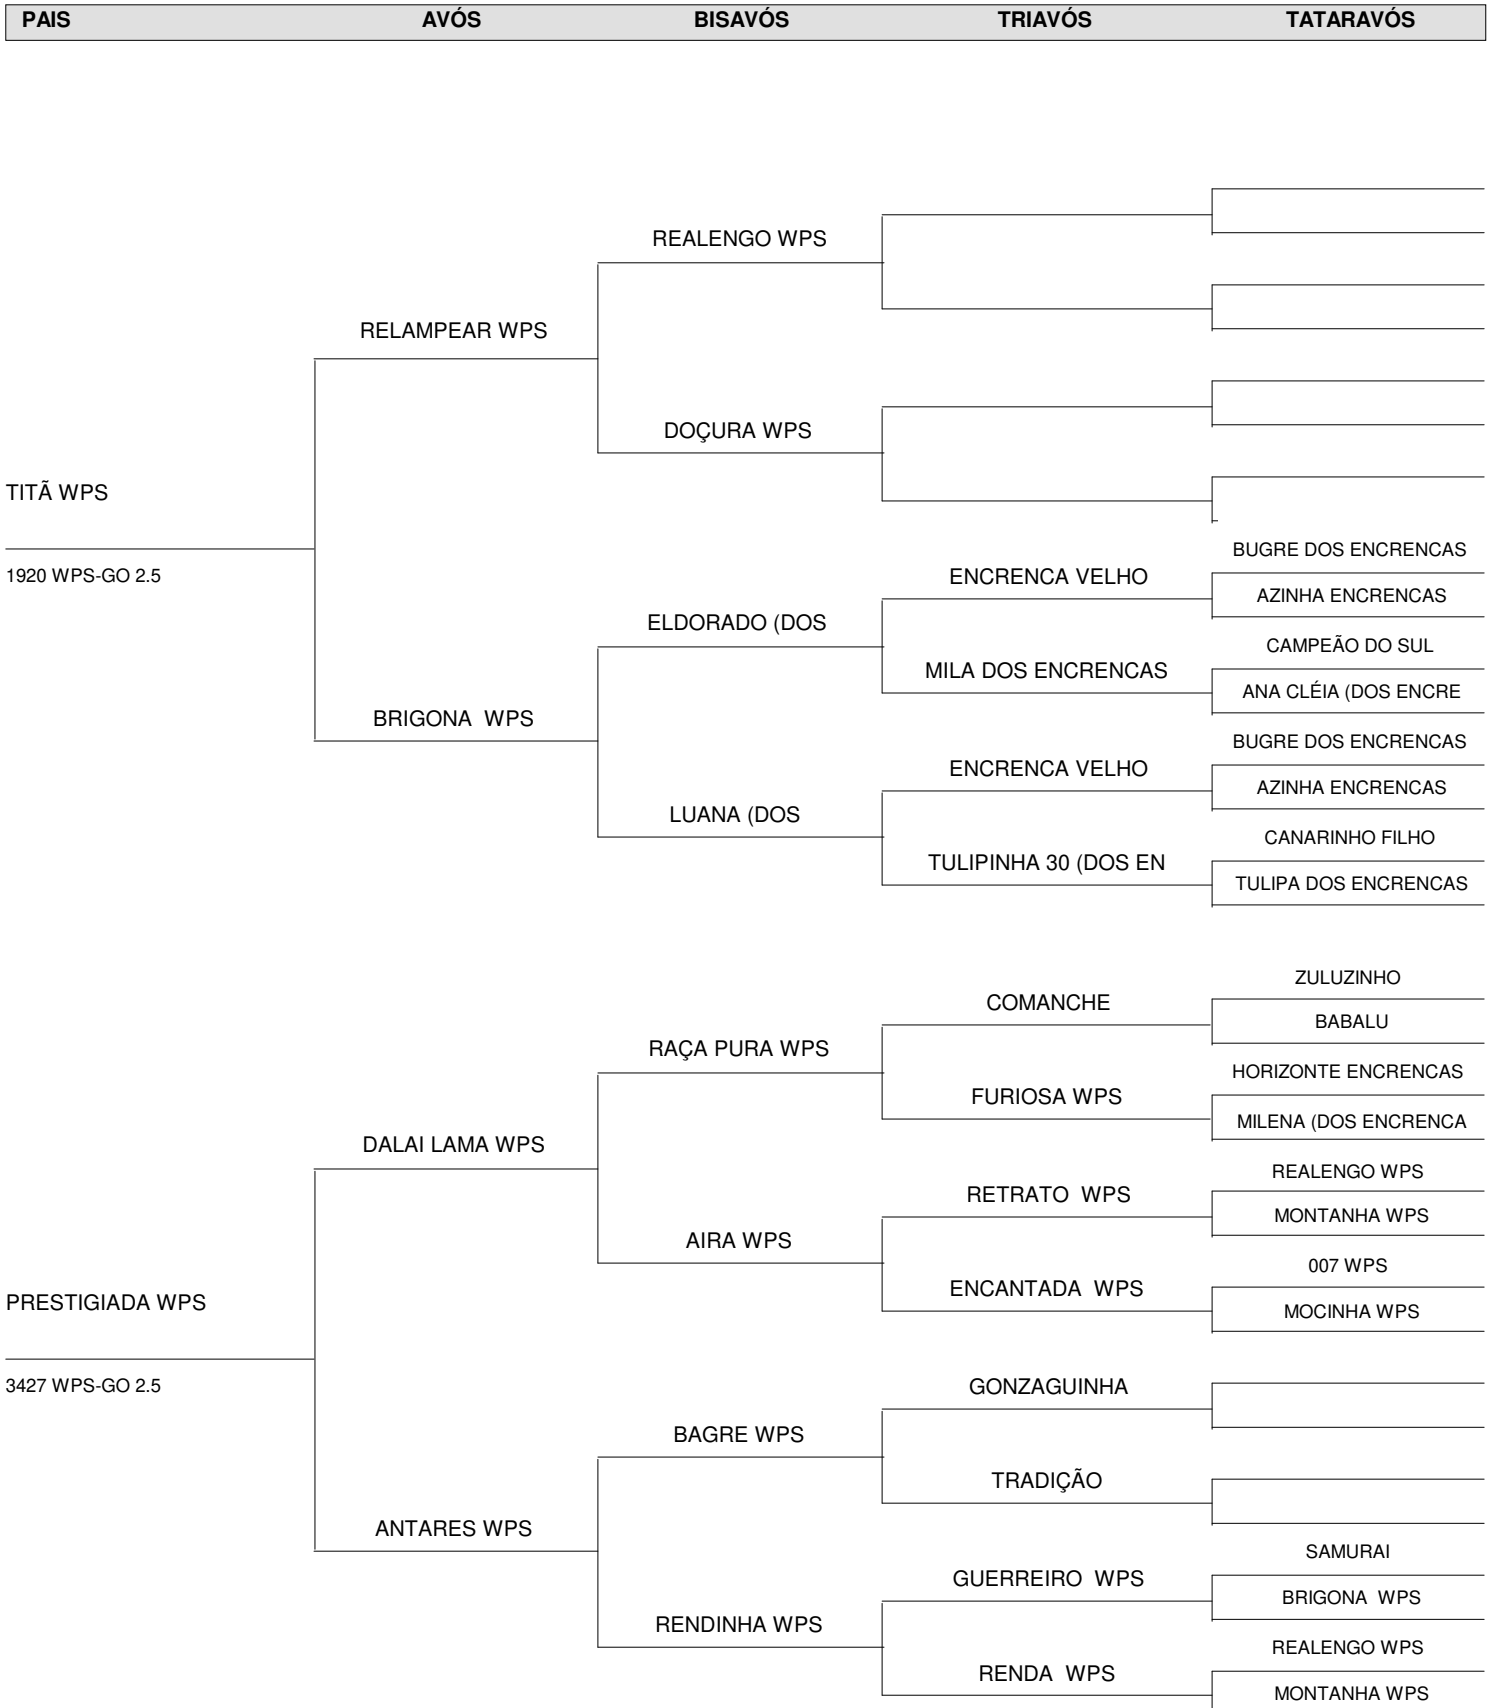 PAIS AVÓS BISAVÓS TRIAVÓS TATARAVÓS
REALENGO WPS
RELAMPEAR WPS
DOÇURA WPS
TITÃ WPS
BUGRE DOS ENCRENCAS
1920 WPS-GO 2.5
ENCRENCA VELHO
AZINHA ENCRENCAS
ELDORADO (DOS
CAMPEÃO DO SUL
MILA DOS ENCRENCAS
ANA CLÉIA (DOS ENCRE
BRIGONA WPS
BUGRE DOS ENCRENCAS
ENCRENCA VELHO
AZINHA ENCRENCAS
LUANA (DOS
CANARINHO FILHO
TULIPINHA 30 (DOS EN
TULIPA DOS ENCRENCAS
ZULUZINHO
COMANCHE
BABALU
RAÇA PURA WPS
HORIZONTE ENCRENCAS
FURIOSA WPS
MILENA (DOS ENCRENCA
DALAI LAMA WPS
REALENGO WPS
RETRATO WPS
MONTANHA WPS
AIRA WPS
007 WPS
ENCANTADA WPS
PRESTIGIADA WPS
MOCINHA WPS
3427 WPS-GO 2.5
GONZAGUINHA
BAGRE WPS
TRADIÇÃO
ANTARES WPS
SAMURAI
GUERREIRO WPS
BRIGONA WPS
RENDINHA WPS
REALENGO WPS
RENDA WPS
MONTANHA WPS